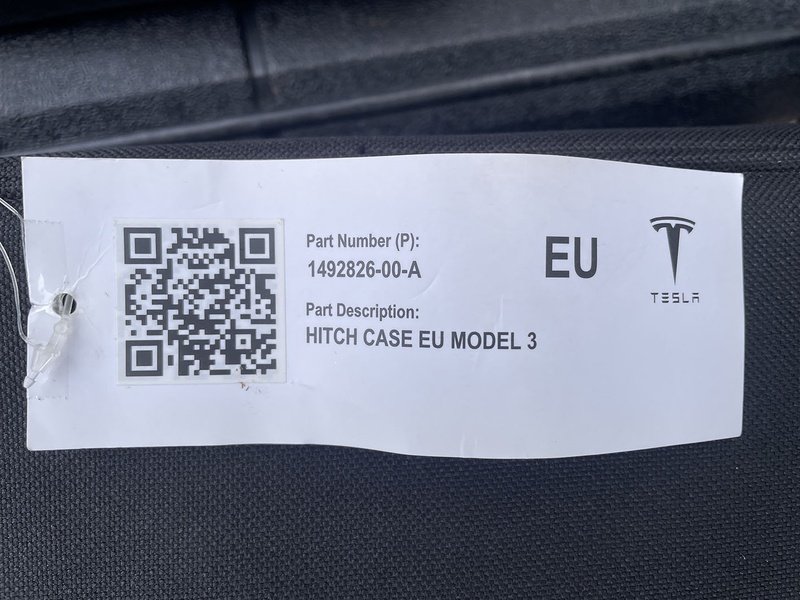 Part Number (P):
1492826-00-A
Part Description:
HITCH CASE EU MODEL 3
EU
TESLA